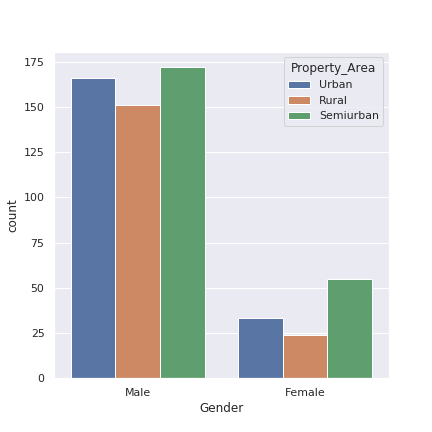 Property_Area
Urban
Rural
Semiurban
175
150
125
100
75
50
25
0
count
Male Female
Gender